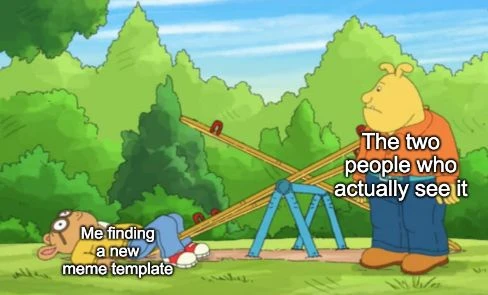 Me finding
a new
meme template
The two
people who
actually see it